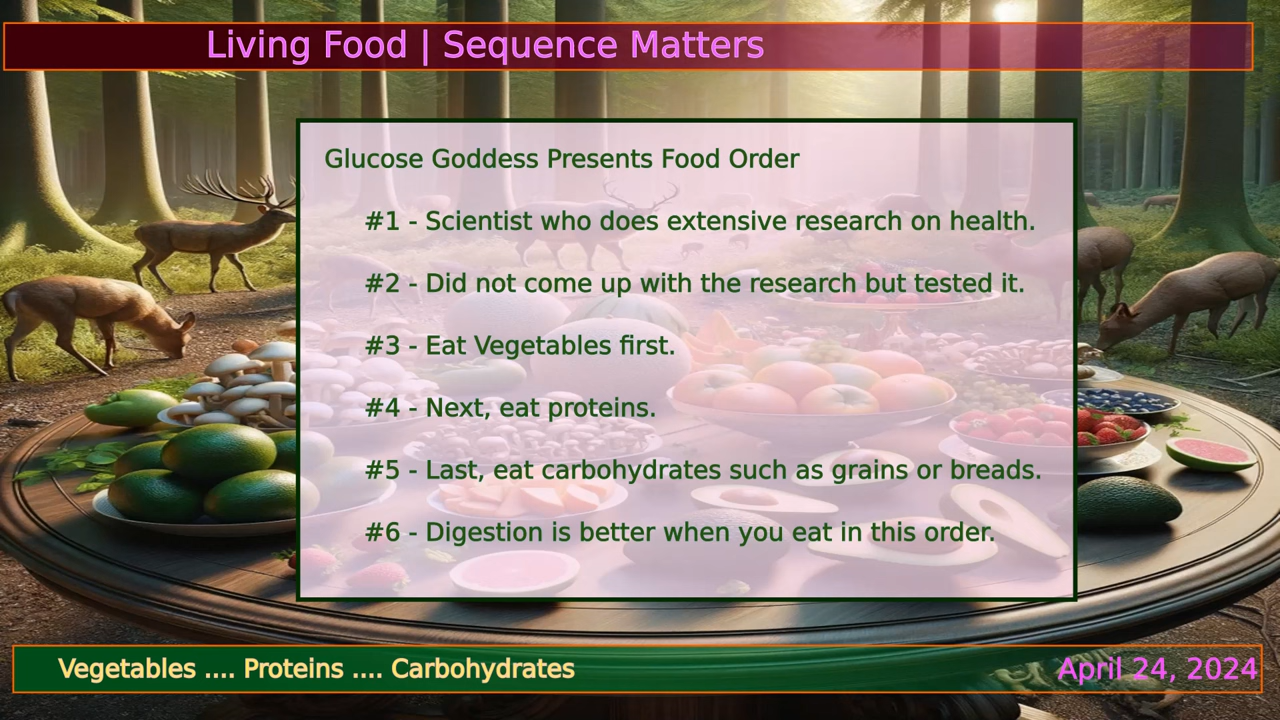 Living Food | Sequence Matters
Glucose Goddess Presents Food Order
#1 - Scientist who does extensive research on health.
#2 - Did not come up with the research but tested it.
#3 - Eat Vegetables first.
#4 - Next, eat proteins.
#5 - Last, eat carbohydrates such as grains or breads.
#6 - Digestion is better when you eat in this order.
Vegetables .... Proteins .... Carbohydrates
April 24, 2024